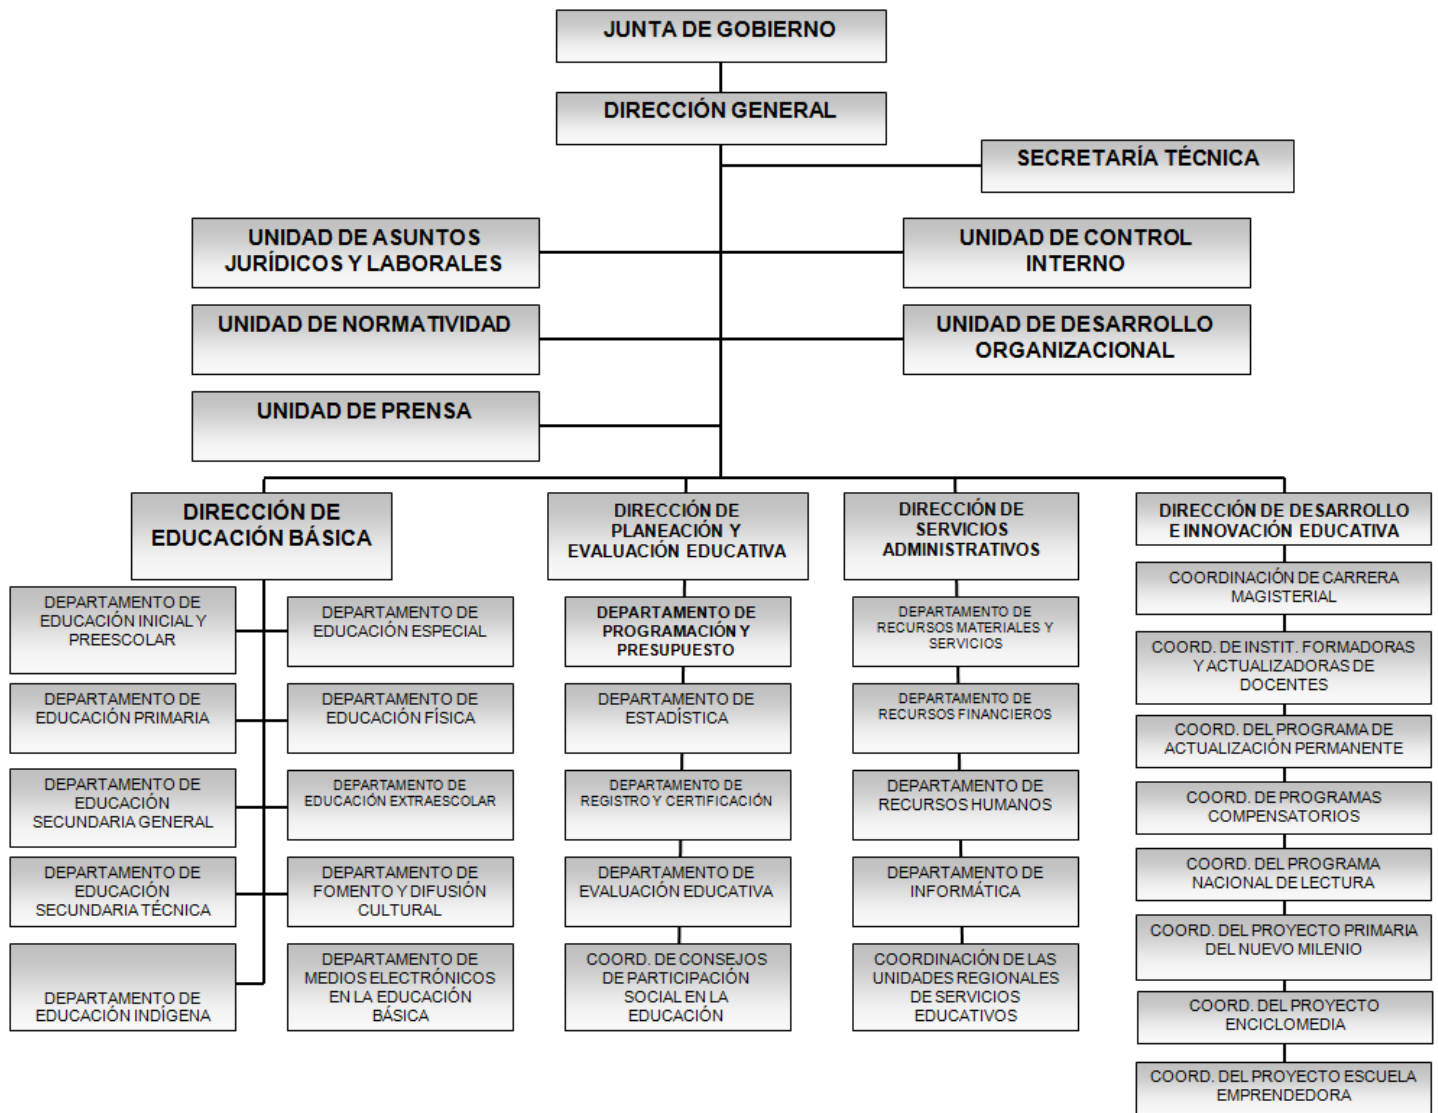 JUNTA DE GOBIERNO
DIRECCIÓN GENERAL
SECRETARÍA TÉCNICA
UNIDAD DE ASUNTOS
JURÍDICOS Y LABORALES
UNIDAD DE CONTROL
INTERNO
UNIDAD DE NORMATIVIDAD
UNIDAD DE DESARROLLO
ORGANIZACIONAL
UNIDAD DE PRENSA
DIRECCIÓN DE
EDUCACIÓN BÁSICA
DEPARTAMENTO DE
EDUCACIÓN INICIAL Y
PREESCOLAR
DEPARTAMENTO DE
EDUCACIÓN ESPECIAL
DEPARTAMENTO DE
EDUCACIÓN PRIMARIA
DEPARTAMENTO DE
EDUCACIÓN FÍSICA
DEPARTAMENTO DE
EDUCACIÓN
SECUNDARIA GENERAL
DEPARTAMENTO DE
EDUCACIÓN EXTRAESCOLAR
DEPARTAMENTO DE
EDUCACIÓN
SECUNDARIA TÉCNICA
DEPARTAMENTO DE
FOMENTO Y DIFUSIÓN
CULTURAL
DEPARTAMENTO DE
EDUCACIÓN INDÍGENA
DEPARTAMENTO DE
MEDIOS ELECTRÓNICOS
EN LA EDUCACIÓN
BÁSICA
DIRECCIÓN DE
PLANEACIÓN Y
EVALUACIÓN EDUCATIVA
DEPARTAMENTO DE
PROGRAMACIÓN Y
PRESUPUESTO
DEPARTAMENTO DE
ESTADÍSTICA
DEPARTAMENTO DE
REGISTRO Y CERTIFICACIÓN
DEPARTAMENTO DE
EVALUACIÓN EDUCATIVA
COORD. DE CONSEJOS
DE PARTICIPACIÓN
SOCIAL EN LA
EDUCACIÓN
DIRECCIÓN DE
SERVICIOS
ADMINISTRATIVOS
DEPARTAMENTO DE
RECURSOS MATERIALES Y
SERVICIOS
DEPARTAMENTO DE
RECURSOS FINANCIEROS
DEPARTAMENTO DE
RECURSOS HUMANOS
DEPARTAMENTO DE
INFORMÁTICA
COORDINACIÓN DE LAS
UNIDADES REGIONALES
DE SERVICIOS
EDUCATIVOS
DIRECCIÓN DE DESARROLLO
E INNOVACIÓN EDUCATIVA
COORDINACIÓN DE CARRERA
MAGISTERIAL
COORD. DE INSTIT. FORMADORAS
Y ACTUALIZADORAS DE
DOCENTES
COORD. DEL PROGRAMA DE
ACTUALIZACIÓN PERMANENTE
COORD. DE PROGRAMAS
COMPENSATORIOS
COORD. DEL PROGRAMA
NACIONAL DE LECTURA
COORD. DEL PROYECTO PRIMARIA
DEL NUEVO MILENIO
COORD. DEL PROYECTO
ENCICLOMEDIA
COORD. DEL PROYECTO ESCUELA
EMPRENDEDORA